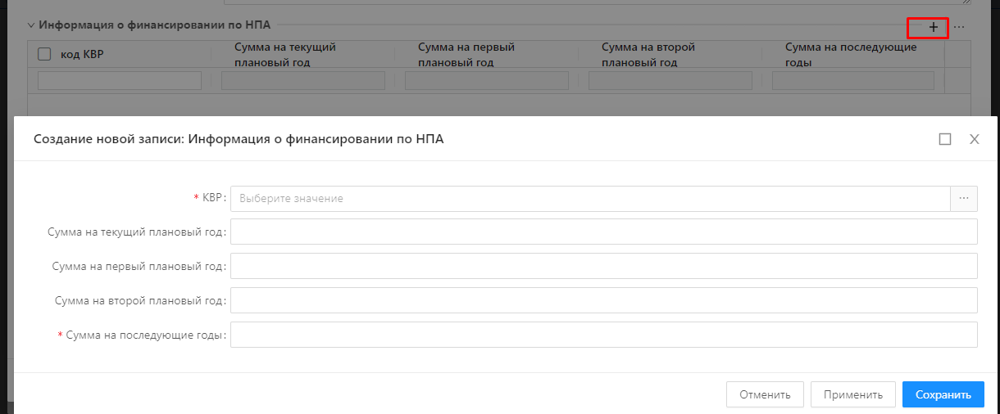 Информация о финансировании по НПА
код КВР
Сумма на текущий плановый год
Сумма на первый плановый год
Сумма на второй плановый год
Сумма на последующие годы
Создание новой записи: Информация о финансировании по НПА
* КВР: Выберите значение ...
Сумма на текущий плановый год:
Сумма на первый плановый год:
Сумма на второй плановый год:
* Сумма на последующие годы:
Отменить Применить Сохранить